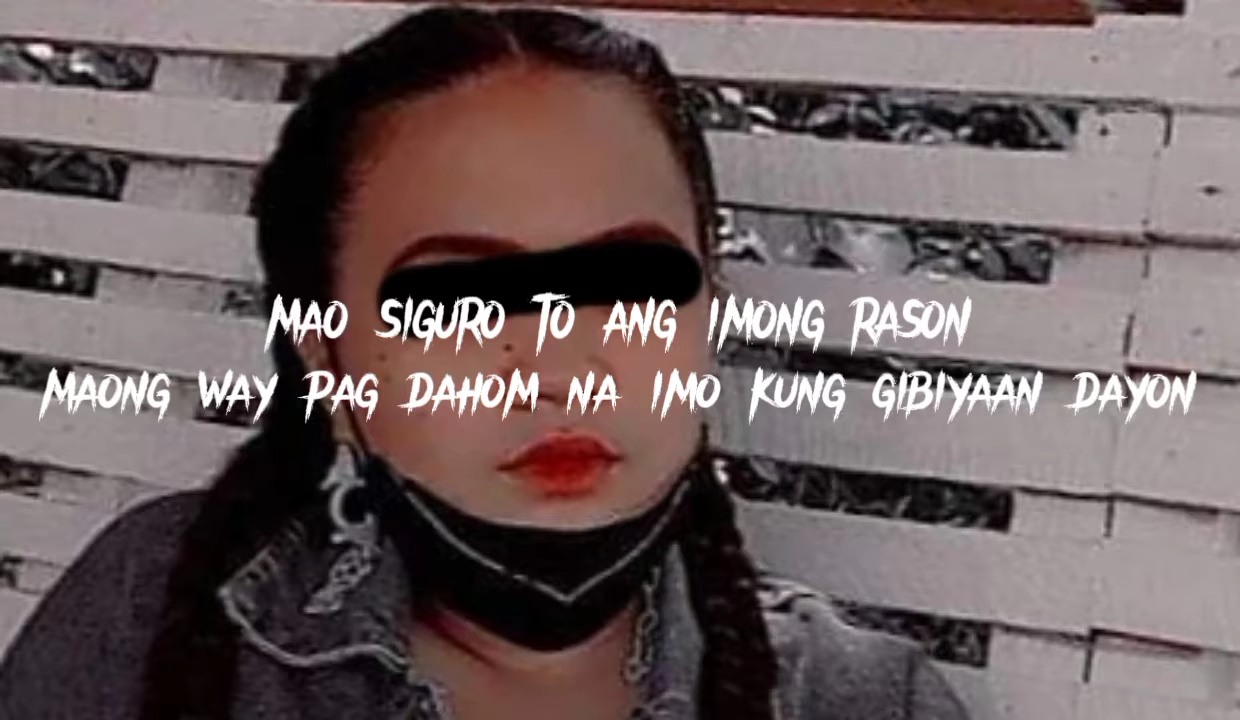 MAO SIGURO TO ANG IMONG RASON
MAONG WAY PAG DAHOM NA IMO KUNG GIBIYAAN DAYON